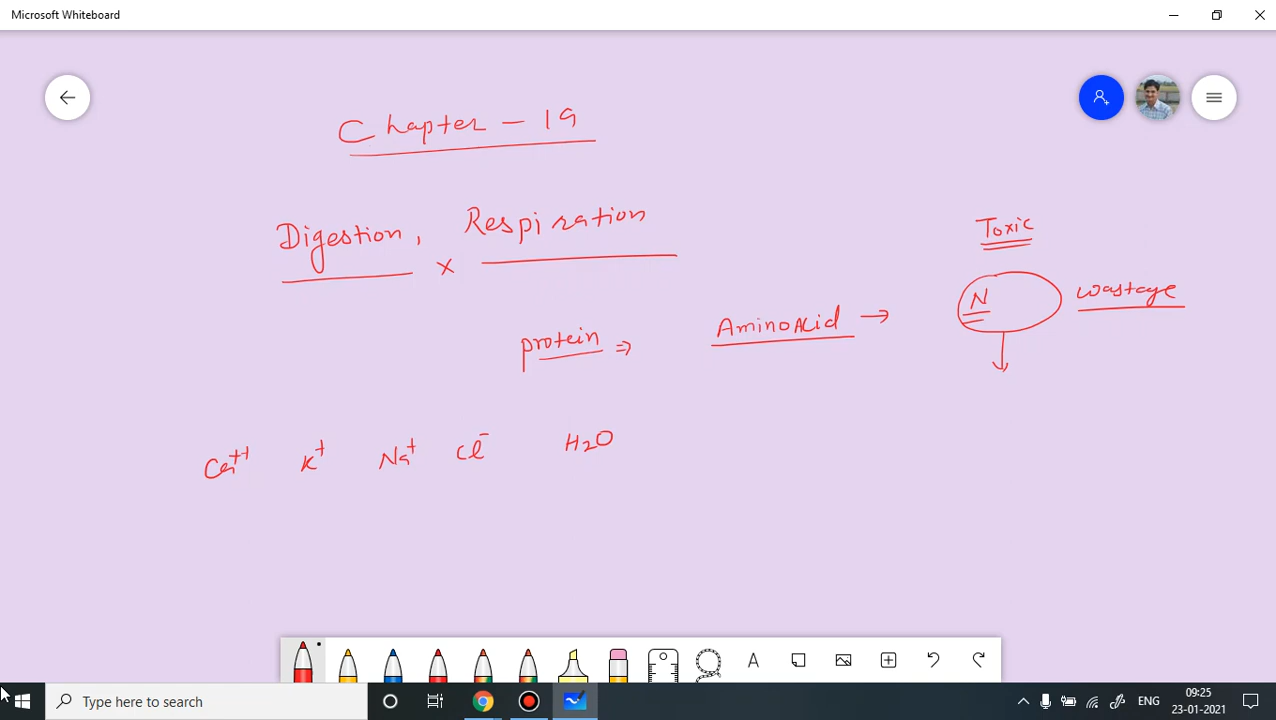 Microsoft Whiteboard
Chapter - 19
Digestion, Respiration
×
Toxic
N wastage
protein ⇒ AminoAcid →
Ca++ K+ Na+ Cl- H2O
A
Type here to search
ENG
09:25
23-01-2021